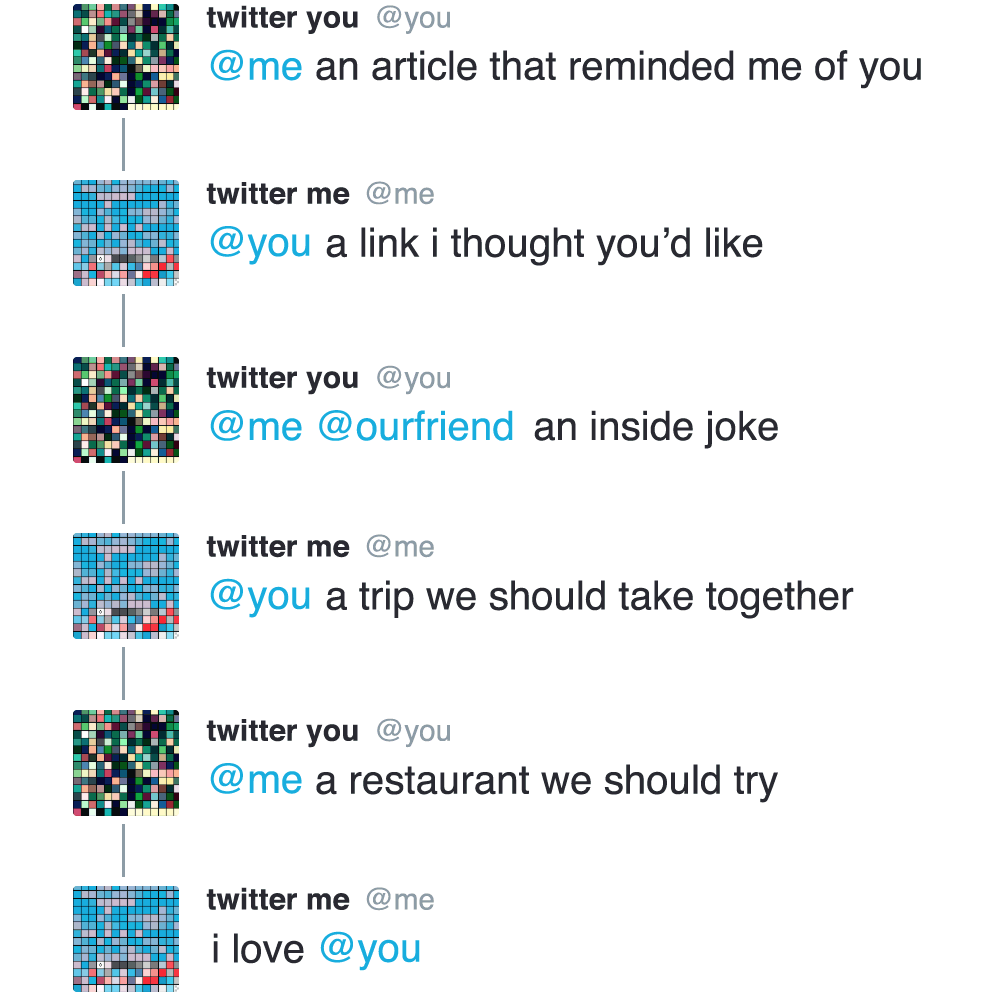 twitter you @you
@me an article that reminded me of you
twitter me @me
@you a link i thought you’d like
twitter you @you
@me @ourfriend an inside joke
twitter me @me
@you a trip we should take together
twitter you @you
@me a restaurant we should try
twitter me @me
i love @you